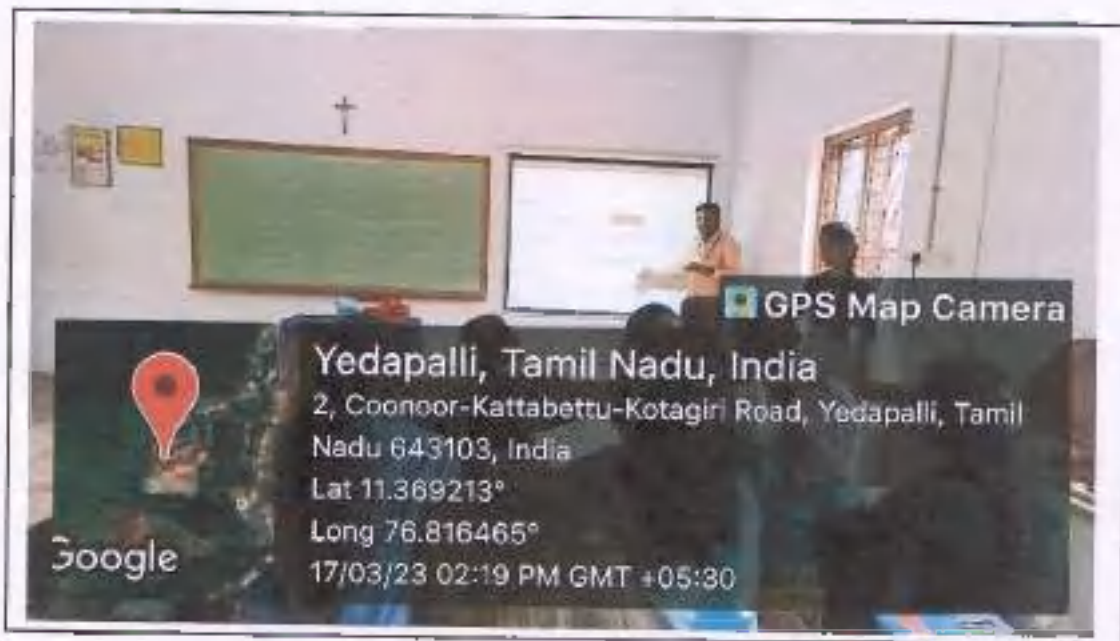 GPS Map Camera
Yedapalli, Tamil Nadu, India
2, Coonoor-Kattabettu-Kotagiri Road, Yedapalli, Tamil
Nadu 643103, India
Lat 11.369213°
Long 76.816465°
17/03/23 02:19 PM GMT +05:30
Google